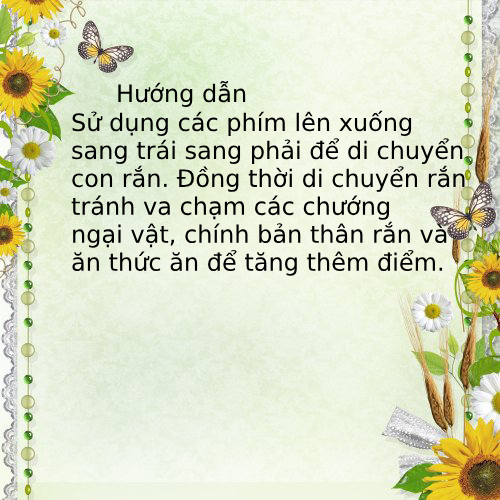 Hướng dẫn
Sử dụng các phím lên xuống
sang trái sang phải để di chuyển
con rắn. Đồng thời di chuyển rắn
tránh va chạm các chướng
ngại vật, chính bản thân rắn và
ăn thức ăn để tăng thêm điểm.